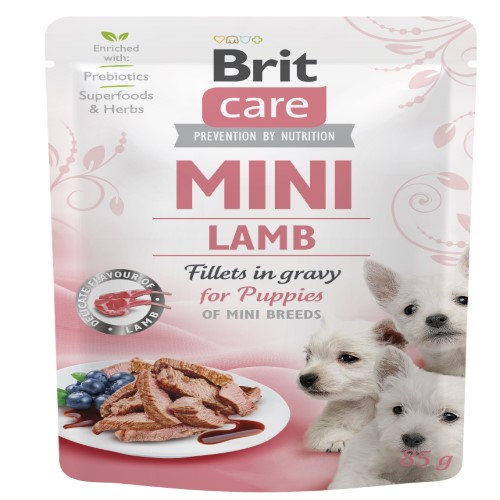 Enriched
with:
Prebiotics
Superfoods
& Herbs
Brit
care
PREVENTION BY NUTRITION
MINI
LAMB
Fillets in gravy
for Puppies
OF MINI BREEDS
DELICATE FLAVOUR OF
LAMB
85 g